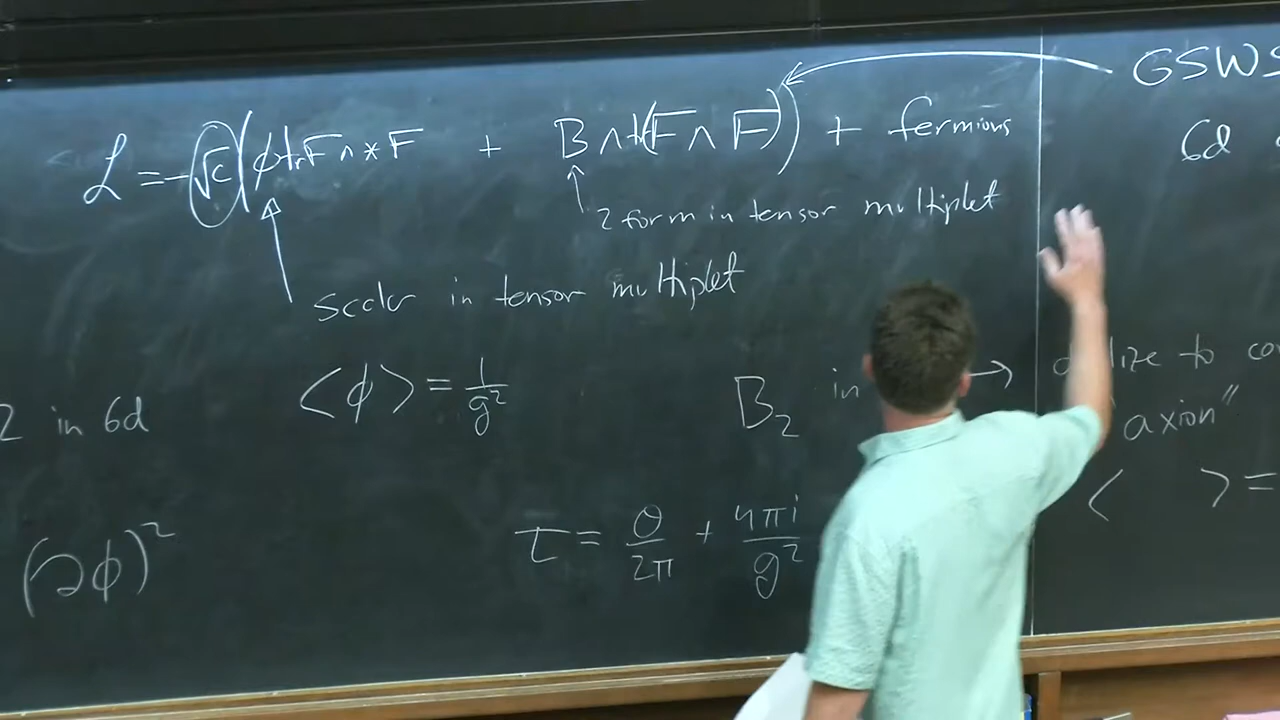 L = -√c (φ tr F ∧ * F + B ∧ tr(F ∧ F)) + fermions
GSWS
6d
2 form in tensor multiplet
scalar in tensor multiplet
<φ> = 1/g²
B₂ in → to
"axion"
2 in 6d
< > =
τ = θ/2π + 4πi/g²
(∂φ)²